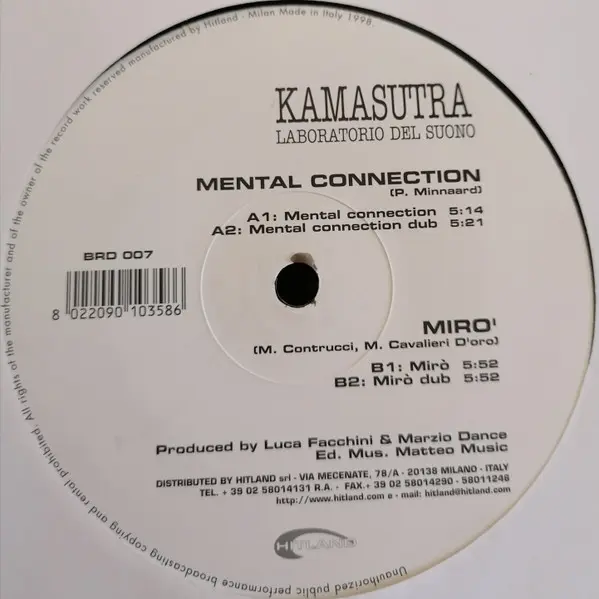 All rights of the manufacturer and of the owner of the record work reserved manufactured by Hitland - Milan Made in Italy 1998.
KAMASUTRA
LABORATORIO DEL SUONO
MENTAL CONNECTION
(P. Minnaard)
A1: Mental connection 5:14
A2: Mental connection dub 5:21
BRD 007
8 022090 103586
MIRO'
(M. Contrucci, M. Cavalieri D'oro)
B1: Mirò 5:52
B2: Mirò dub 5:52
Produced by Luca Facchini & Marzio Dance
Ed. Mus. Matteo Music
DISTRIBUTED BY HITLAND srl - VIA MECENATE, 78/A - 20138 MILANO - ITALY
TEL. + 39 02 58014131 R.A. - FAX.+ 39 02 58014290 - 58011246
http://www.hitland.com e - mail: hitland@hitland.com
HITLAND
Unauthorized public performance broadcasting copying and rental prohibited.